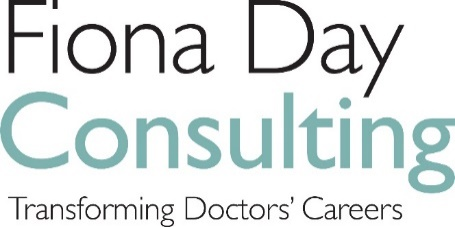 Fiona Day
Consulting
Transforming Doctors’ Careers